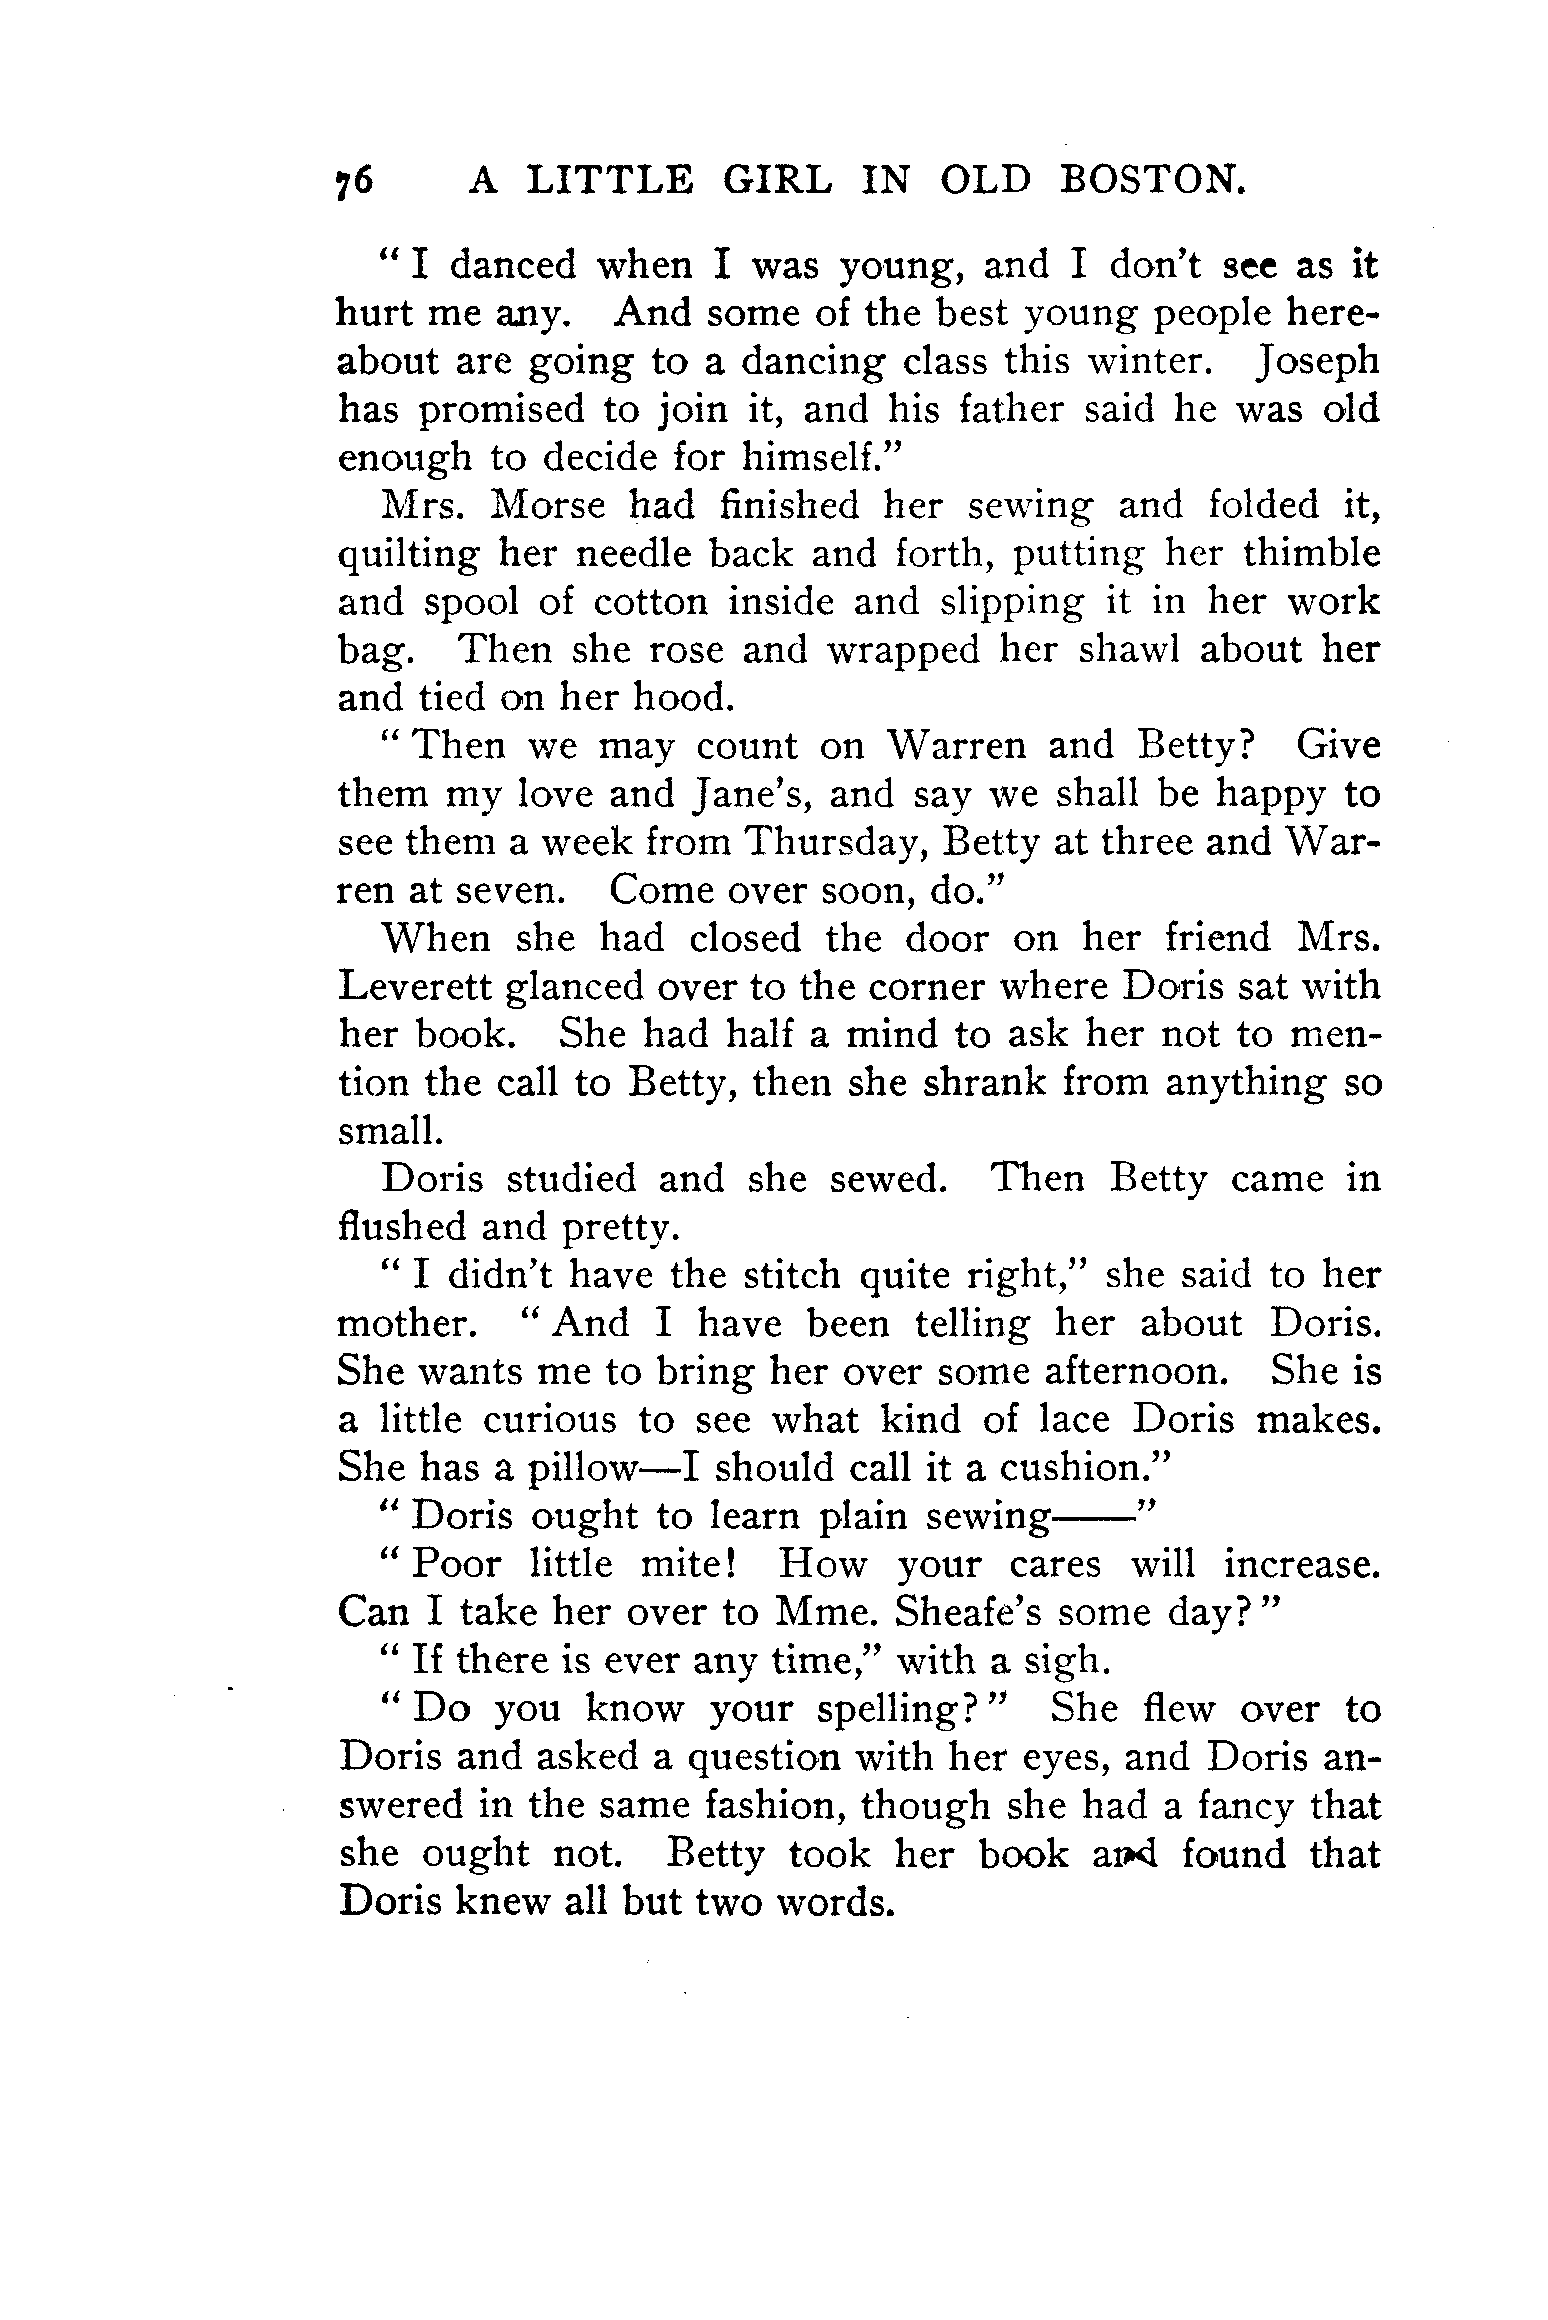 76 A LITTLE GIRL IN OLD BOSTON.
“ I danced when I was young, and I don’t see as it
hurt me any. And some of the best young people here-
about are going to a dancing class this winter. Joseph
has promised to join it, and his father said he was old
enough to decide for himself.”
Mrs. Morse had finished her sewing and folded it,
quilting her needle back and forth, putting her thimble
and spool of cotton inside and slipping it in her work
bag. Then she rose and wrapped her shawl about her
and tied on her hood.
“ Then we may count on Warren and Betty? Give
them my love and Jane’s, and say we shall be happy to
see them a week from Thursday, Betty at three and War-
ren at seven. Come over soon, do.”
When she had closed the door on her friend Mrs.
Leverett glanced over to the corner where Doris sat with
her book. She had half a mind to ask her not to men-
tion the call to Betty, then she shrank from anything so
small.
Doris studied and she sewed. Then Betty came in
flushed and pretty.
“ I didn’t have the stitch quite right,” she said to her
mother. “ And I have been telling her about Doris.
She wants me to bring her over some afternoon. She is
a little curious to see what kind of lace Doris makes.
She has a pillow—I should call it a cushion.”
“ Doris ought to learn plain sewing——”
“ Poor little mite! How your cares will increase.
Can I take her over to Mme. Sheafe’s some day? ”
“ If there is ever any time,” with a sigh.
“ Do you know your spelling? ” She flew over to
Doris and asked a question with her eyes, and Doris an-
swered in the same fashion, though she had a fancy that
she ought not. Betty took her book and found that
Doris knew all but two words.